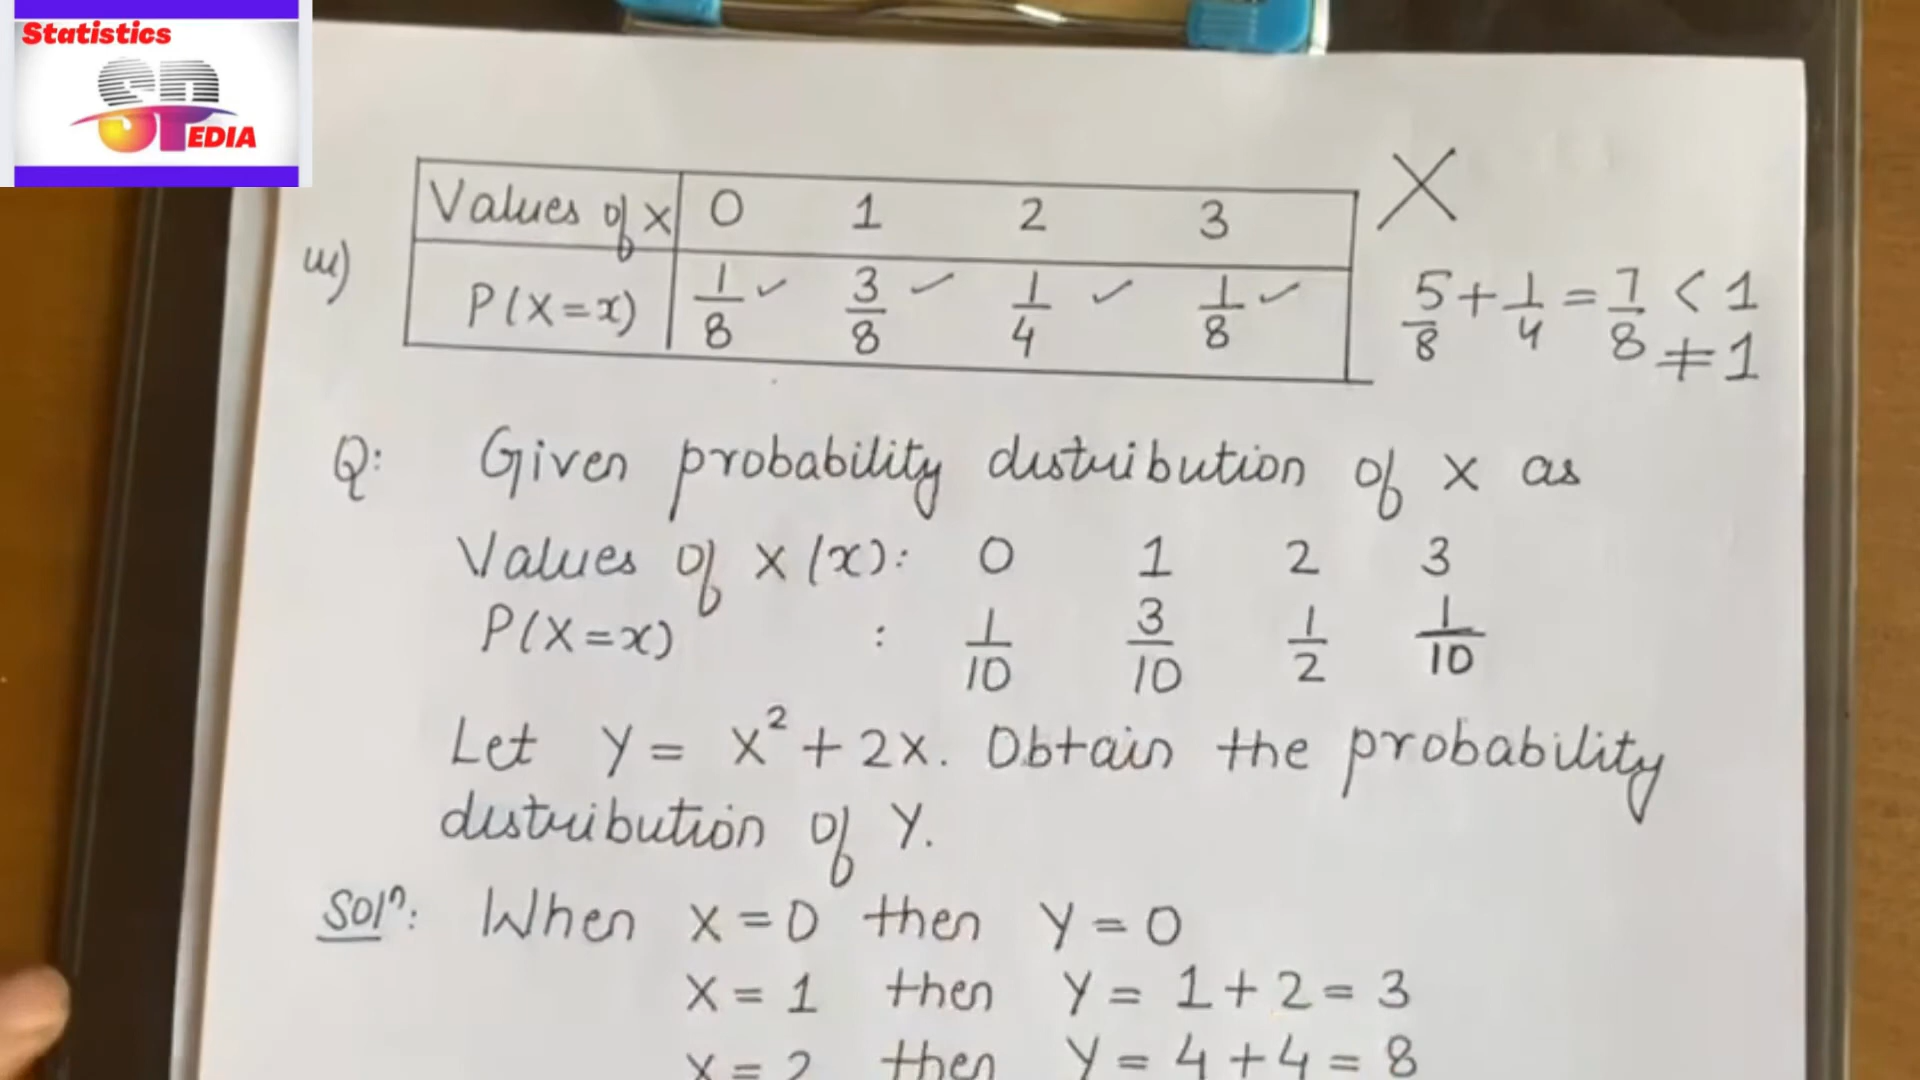 Statistics
EDIA
Values of X 0 1 2 3
iii) P(X=x) 1/8 ✓ 3/8 ✓ 1/4 ✓ 1/8 ✓
X
5/8 + 1/4 = 7/8 < 1
≠ 1
Q: Given probability distribution of X as
Values of X (x): 0 1 2 3
P(X=x) : 1/10 3/10 1/2 1/10
Let Y = X² + 2X. Obtain the probability
distribution of Y.
Solⁿ: When X = 0 then Y = 0
X = 1 then Y = 1 + 2 = 3
X = 2 then Y = 4 + 4 = 8